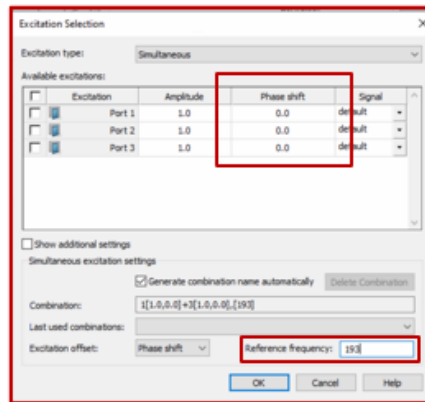 Excitation Selection
Excitation type: Simultaneous
Available excitations:
Excitation Amplitude Phase shift Signal
Port 1 1.0 0.0 default
Port 2 1.0 0.0 default
Port 3 1.0 0.0 default
Show additional settings
Simultaneous excitation settings
Generate combination name automatically Delete Combination
Combination: 1[1.0,0.0]+3[1.0,0.0],[193]
Last used combinations:
Excitation offset: Phase shift Reference frequency: 193
OK Cancel Help